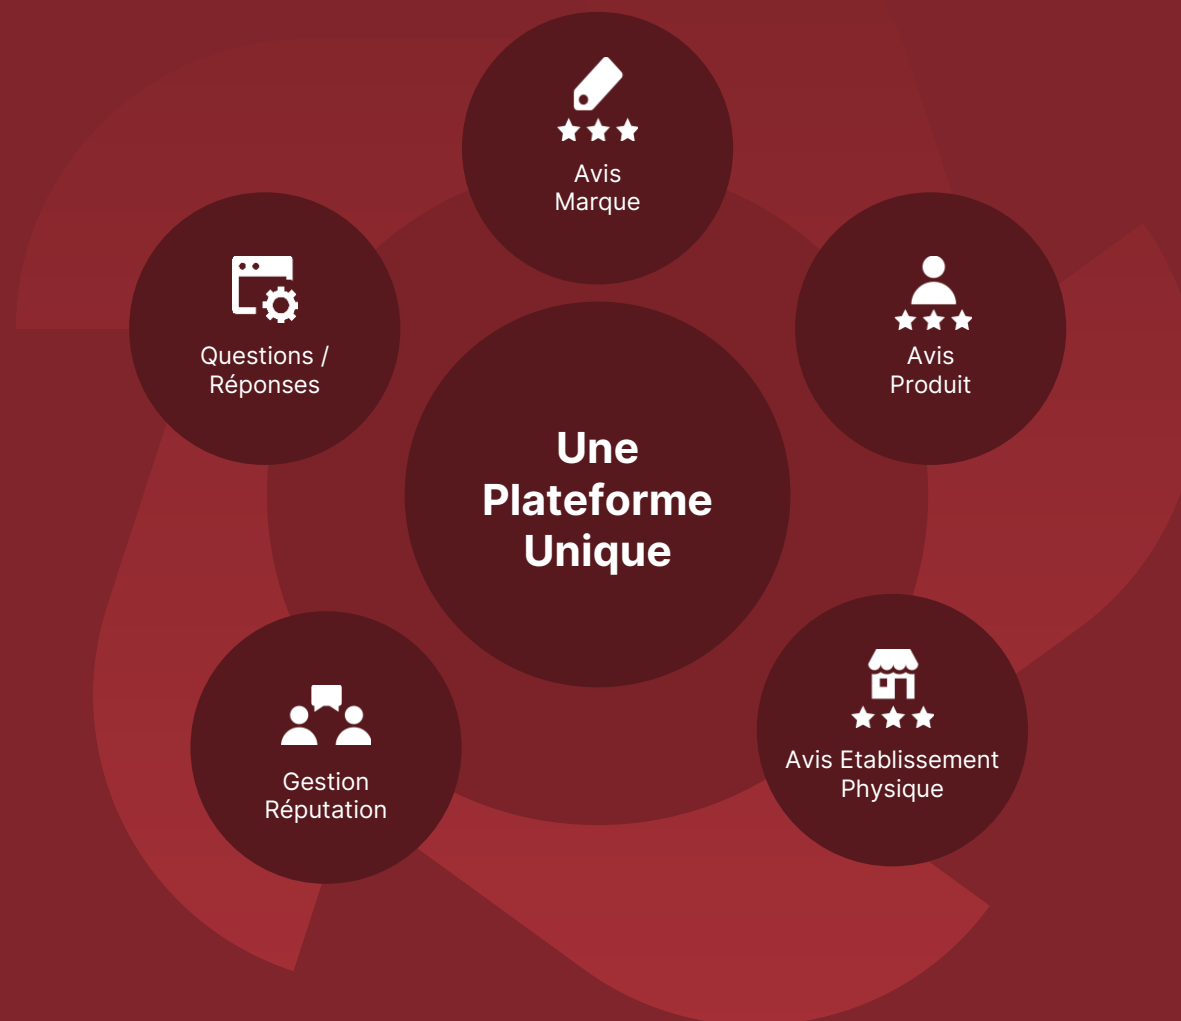 Avis
Marque
Questions /
Réponses
Avis
Produit
Une
Plateforme
Unique
Gestion
Réputation
Avis Etablissement
Physique